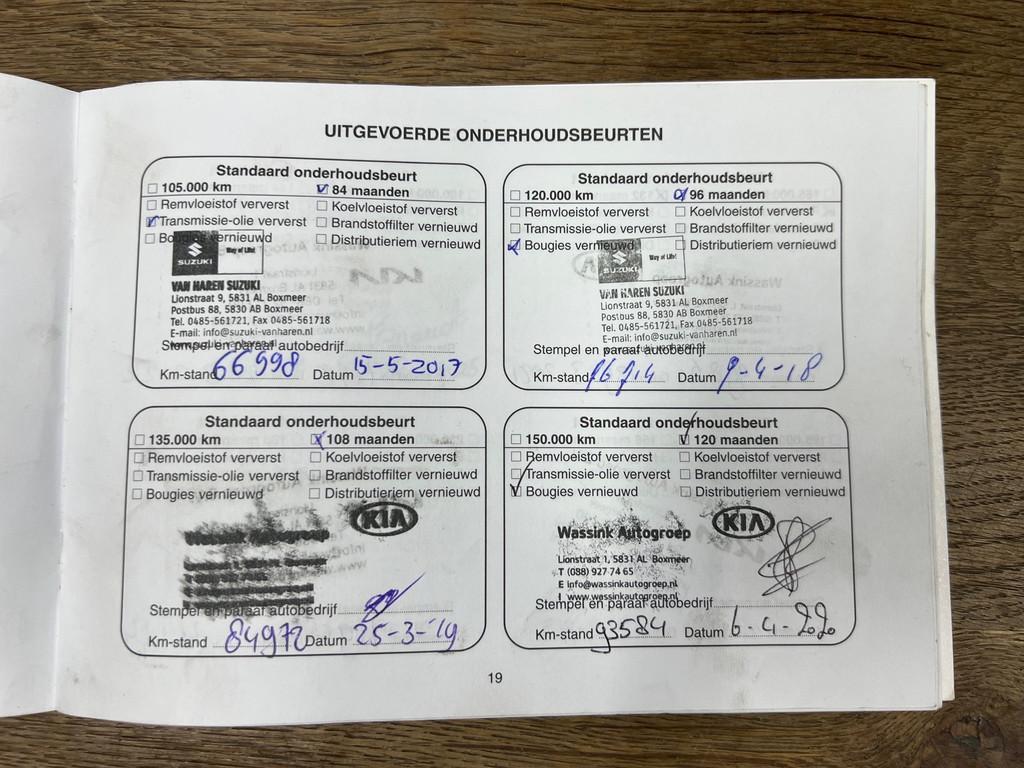 UITGEVOERDE ONDERHOUDSBEURTEN
Standaard onderhoudsbeurt
105.000 km 84 maanden
Remvloeistof ververst Koelvloeistof ververst
Transmissie-olie ververst Brandstoffilter vernieuwd
Bougies vernieuwd Distributieriem vernieuwd
SUZUKI Way of Life!
VAN HAREN SUZUKI
Lionstraat 9, 5831 AL Boxmeer
Postbus 88, 5830 AB Boxmeer
Tel. 0485-561721, Fax 0485-561718
E-mail: info@suzuki-vanharen.nl
Stempel en paraaf autobedrijf
Km-stand 66998 Datum 15-5-2017
Standaard onderhoudsbeurt
120.000 km 96 maanden
Remvloeistof ververst Koelvloeistof ververst
Transmissie-olie ververst Brandstoffilter vernieuwd
Bougies vernieuwd Distributieriem vernieuwd
SUZUKI Way of Life!
VAN HAREN SUZUKI
Lionstraat 9, 5831 AL Boxmeer
Postbus 88, 5830 AB Boxmeer
Tel. 0485-561721, Fax 0485-561718
E-mail: info@suzuki-vanharen.nl
Stempel en paraaf autobedrijf
Km-stand Datum 9-4-18
Standaard onderhoudsbeurt
135.000 km 108 maanden
Remvloeistof ververst Koelvloeistof ververst
Transmissie-olie ververst Brandstoffilter vernieuwd
Bougies vernieuwd Distributieriem vernieuwd
KIA
Wassink Autogroep
Stempel en paraaf autobedrijf
Km-stand 84972 Datum 25-3-'19
Standaard onderhoudsbeurt
150.000 km 120 maanden
Remvloeistof ververst Koelvloeistof ververst
Transmissie-olie ververst Brandstoffilter vernieuwd
Bougies vernieuwd Distributieriem vernieuwd
KIA
Wassink Autogroep
Lionstraat 1, 5831 AL Boxmeer
T (088) 927 74 65
E info@wassinkautogroep.nl
I www.wassinkautogroep.nl
Stempel en paraaf autobedrijf
Km-stand 93584 Datum 6-4-2020
19